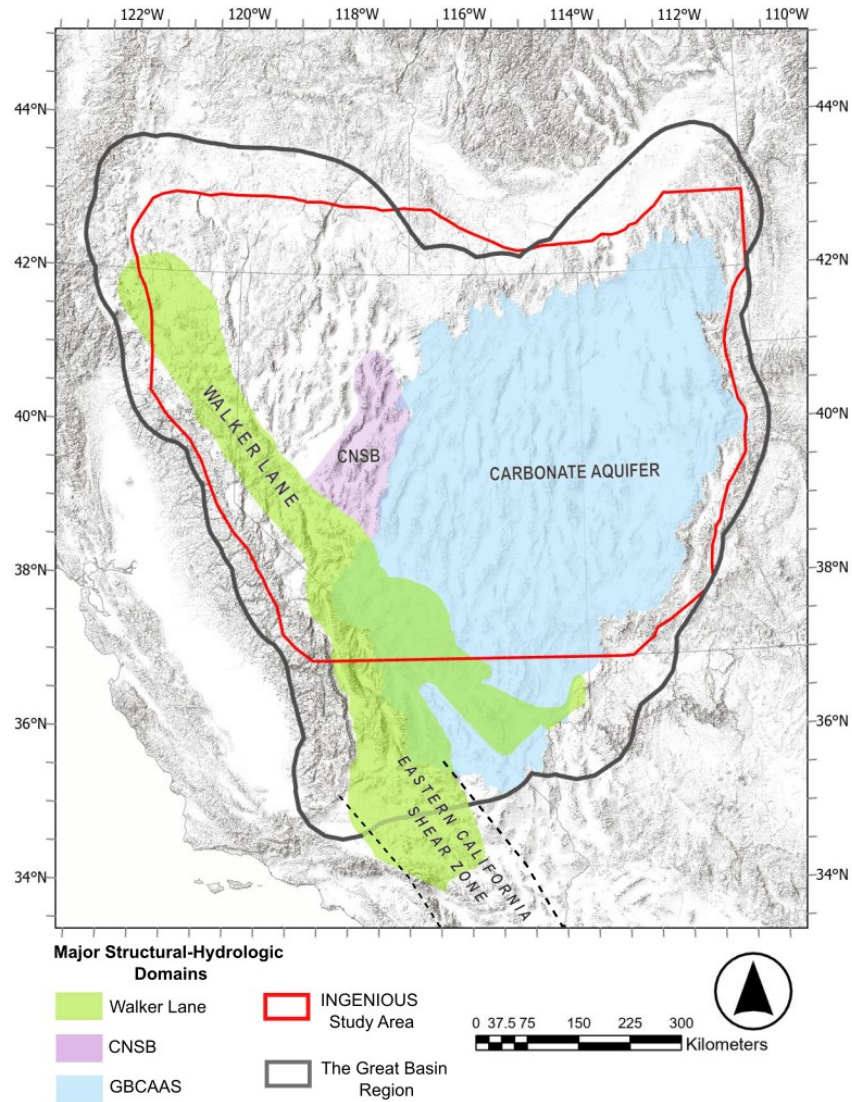 122°W 120°W 118°W 116°W 114°W 112°W 110°W
44°N 44°N
42°N 42°N
WALKER LANE
40°N 40°N
CNSB
CARBONATE AQUIFER
38°N 38°N
36°N 36°N
EASTERN CALIFORNIA
SHEAR ZONE
34°N 34°N
Major Structural-Hydrologic
Domains
Walker Lane
CNSB
GBCAAS
INGENIOUS
Study Area
The Great Basin
Region
0 37.5 75 150 225 300
Kilometers